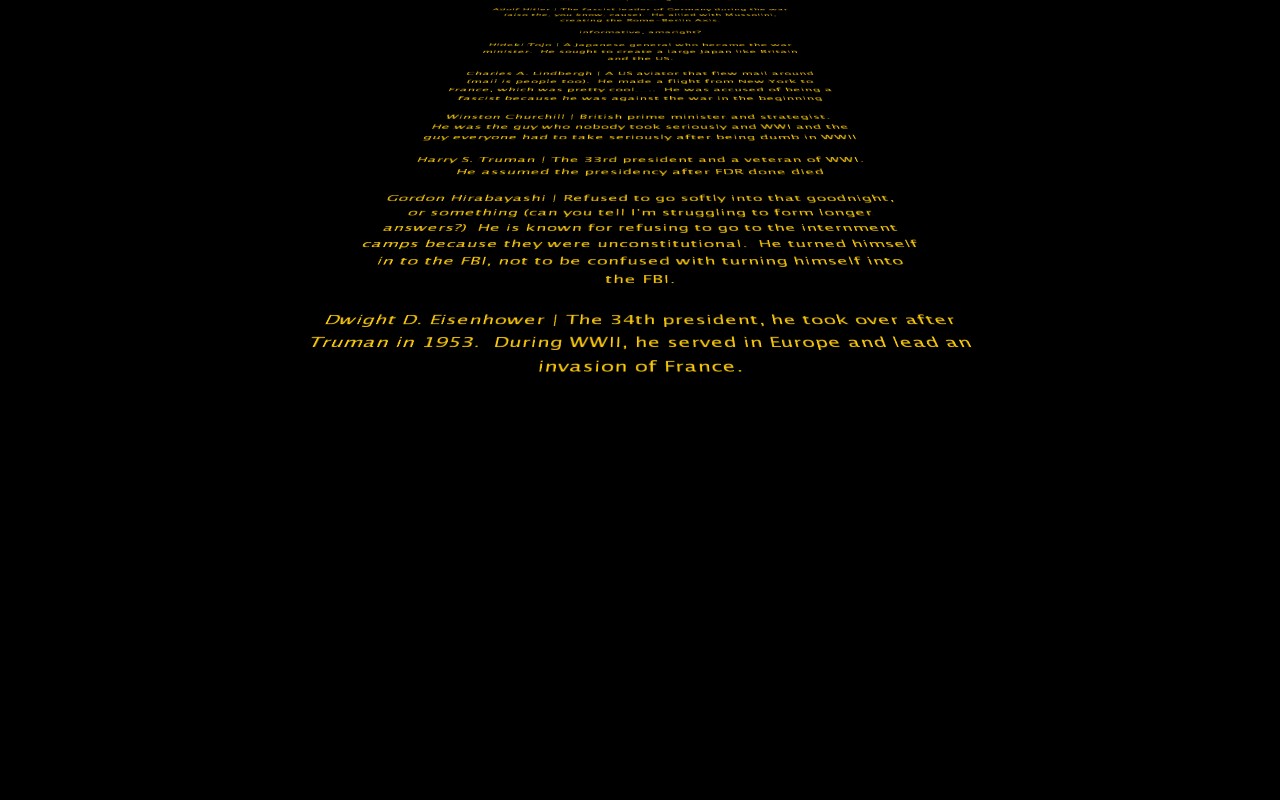 Adolf Hitler | The fascist leader of Germany during the war
raise the, you know, cause). He allied with Mussolini,
creating the Rome-Berlin Axis.
informative, amaright?
Hideki Tojo | A Japanese general who became the war
minister. He sought to create a large Japan like Britain
and the US.
Charles A. Lindbergh | A US aviator that flew mail around
(mail is people too). He made a flight from New York to
France, which was pretty cool ... He was accused of being a
fascist because he was against the war in the beginning
Winston Churchill | British prime minister and strategist.
He was the guy who nobody took seriously and WWI and the
guy everyone had to take seriously after being dumb in WWII
Harry S. Truman | The 33rd president and a veteran of WWI.
He assumed the presidency after FDR done died
Gordon Hirabayashi | Refused to go softly into that goodnight,
or something (can you tell I'm struggling to form longer
answers?) He is known for refusing to go to the internment
camps because they were unconstitutional. He turned himself
in to the FBI, not to be confused with turning himself into
the FBI.
Dwight D. Eisenhower | The 34th president, he took over after
Truman in 1953. During WWII, he served in Europe and lead an
invasion of France.